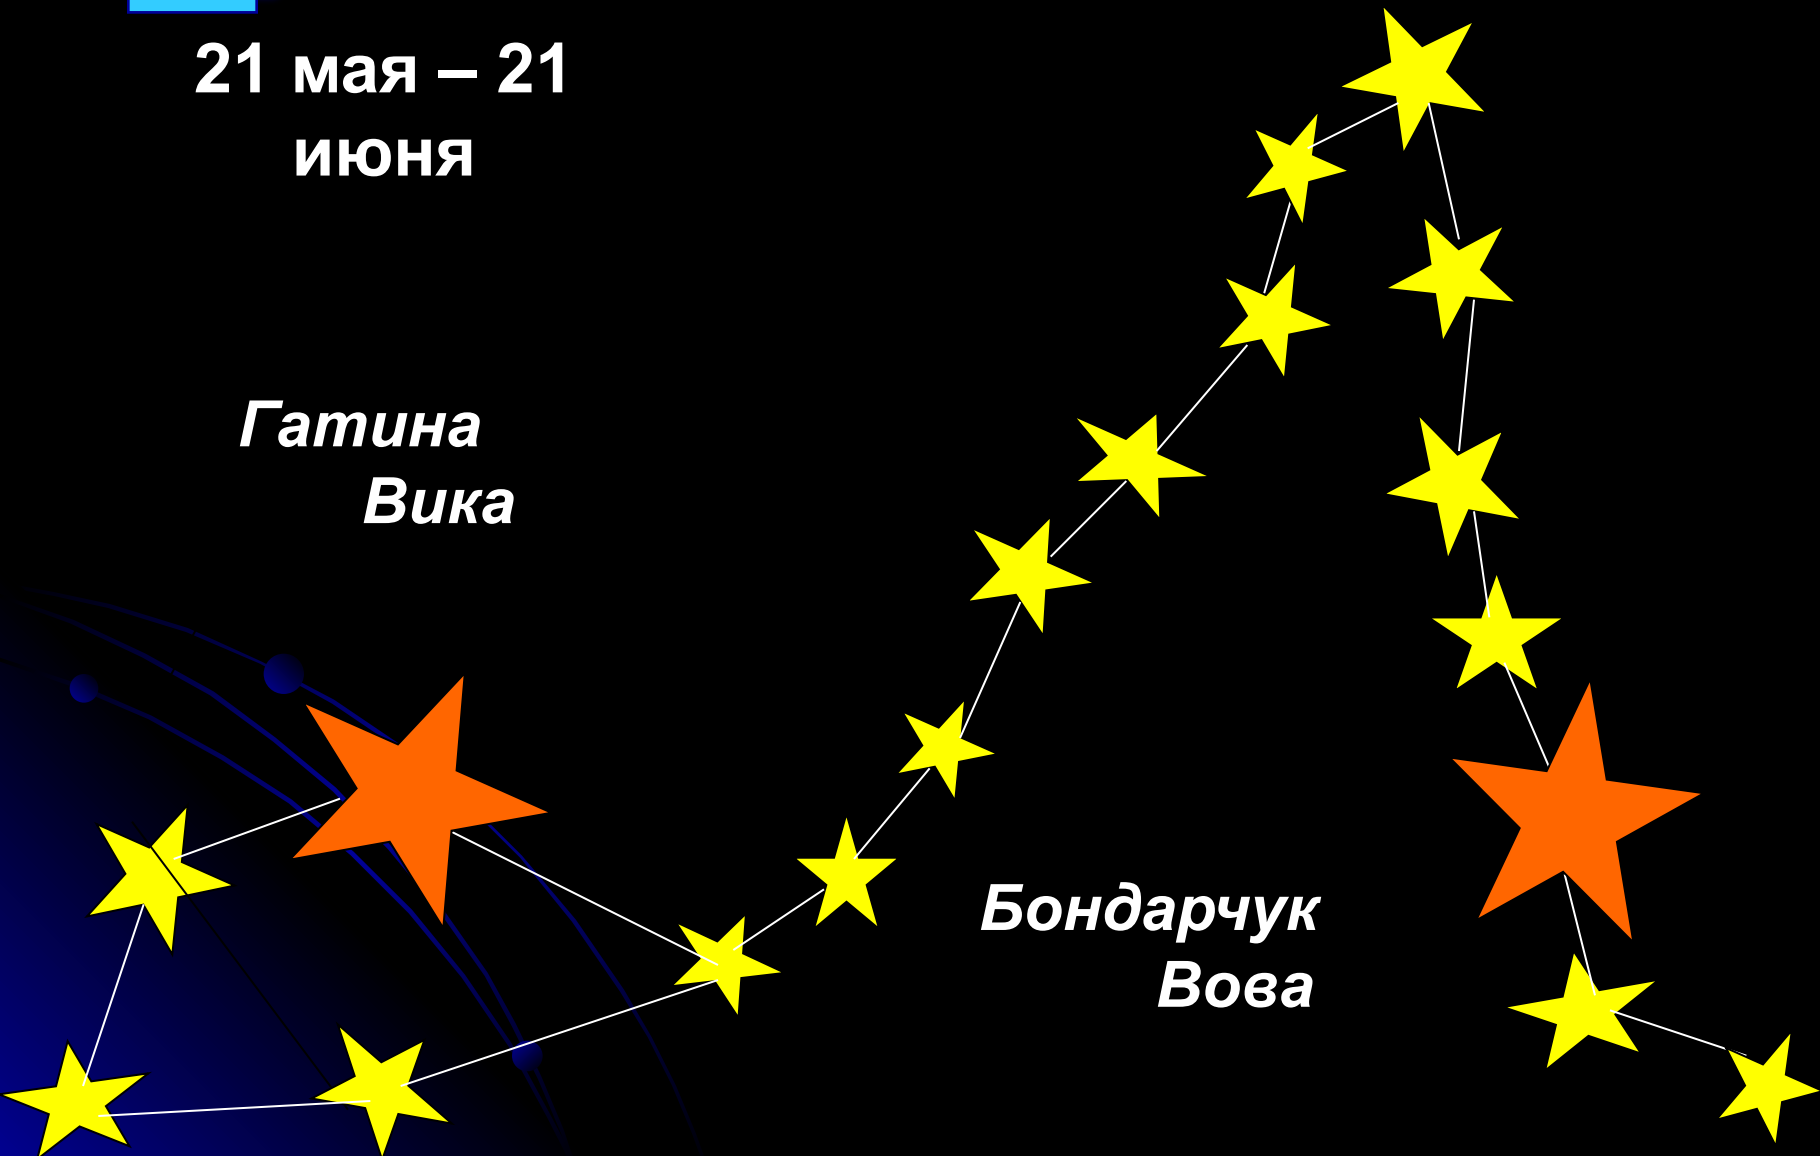 21 мая – 21
июня
Гатина
Вика
Бондарчук
Вова